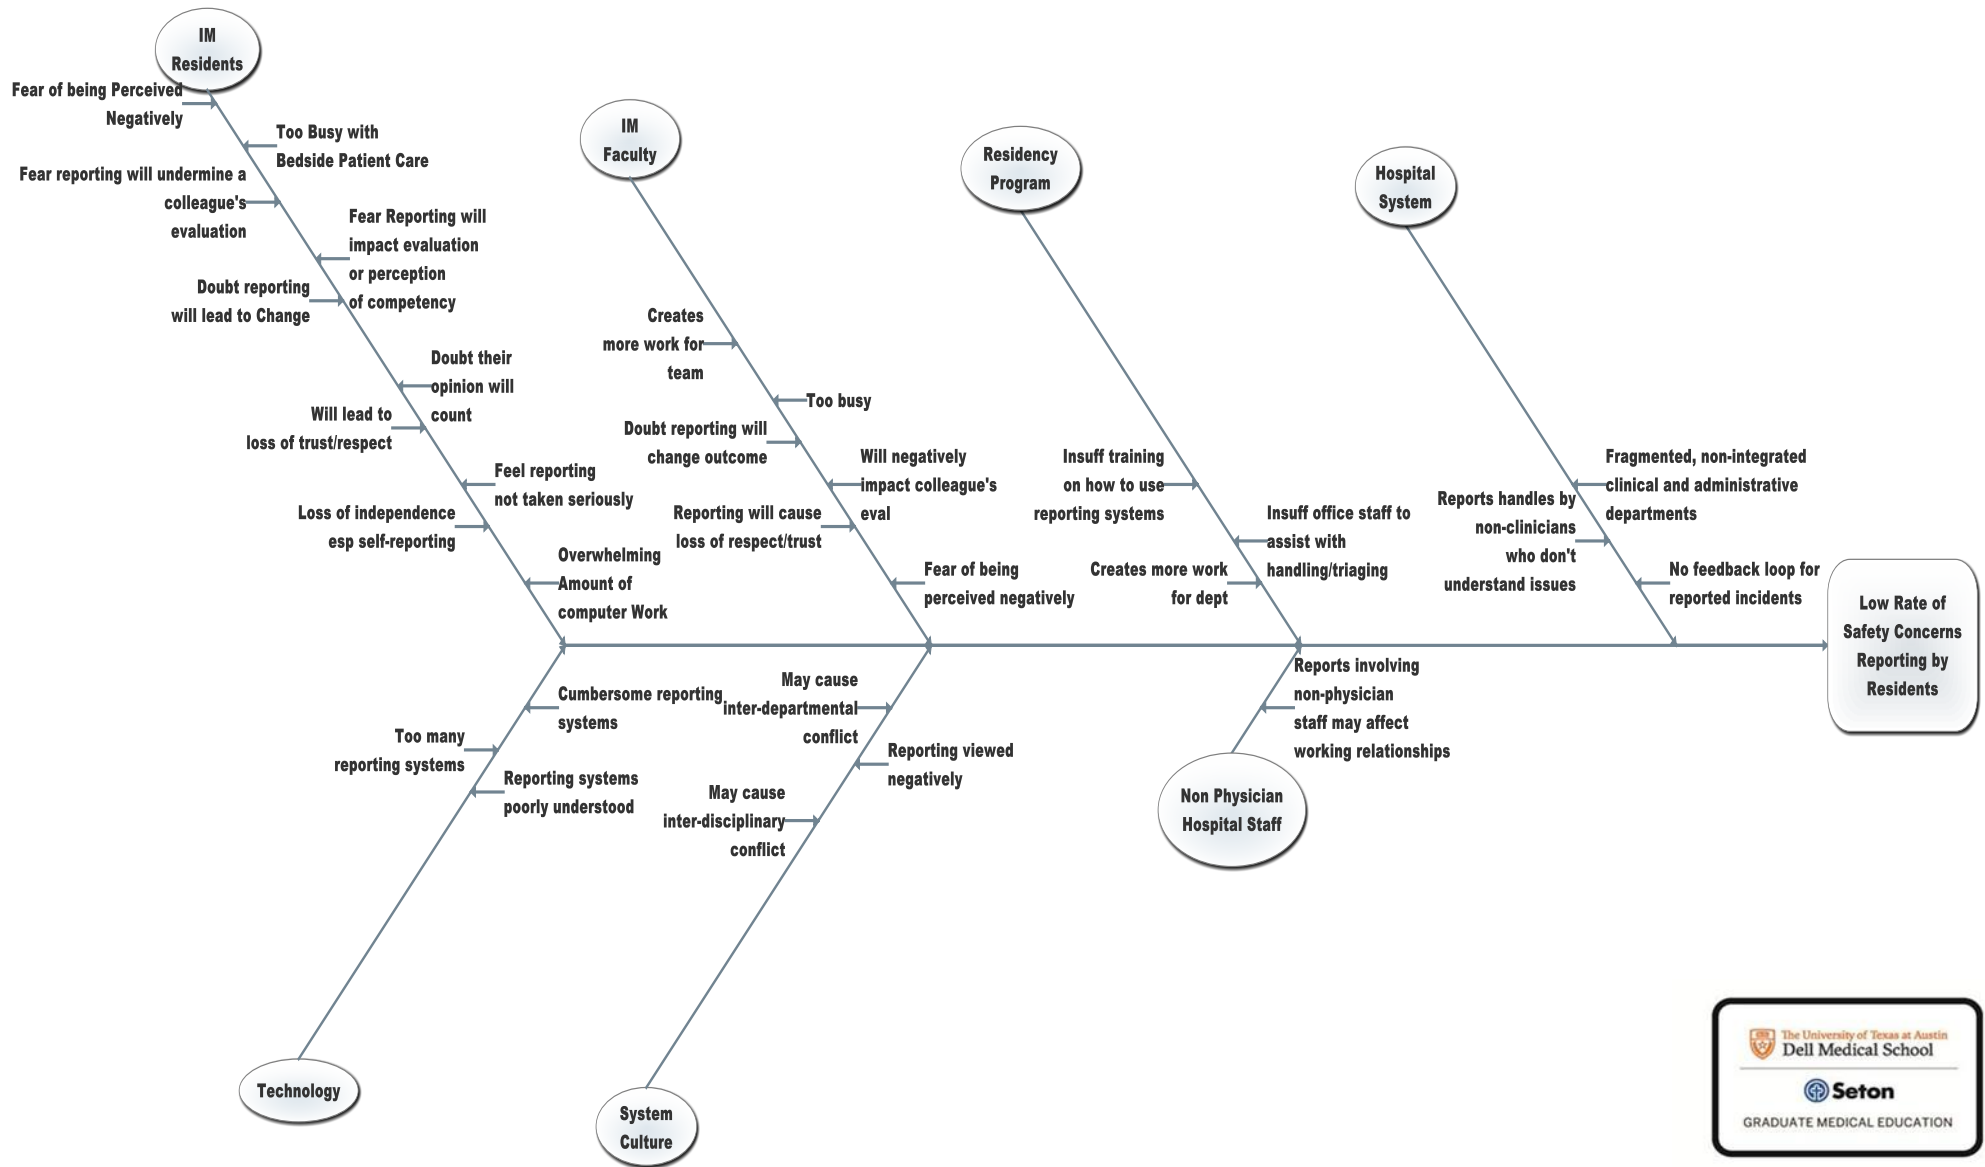 IM
Residents
Fear of being Perceived
Negatively
Too Busy with
Bedside Patient Care
Fear reporting will undermine a
colleague's
evaluation
Fear Reporting will
impact evaluation
or perception
of competency
Doubt reporting
will lead to Change
Doubt their
opinion will
count
Will lead to
loss of trust/respect
Feel reporting
not taken seriously
Loss of independence
esp self-reporting
Overwhelming
Amount of
computer Work
IM
Faculty
Creates
more work for
team
Too busy
Doubt reporting will
change outcome
Will negatively
impact colleague's
eval
Reporting will cause
loss of respect/trust
Fear of being
perceived negatively
Residency
Program
Insuff training
on how to use
reporting systems
Insuff office staff to
assist with
handling/triaging
Creates more work
for dept
Hospital
System
Fragmented, non-integrated
clinical and administrative
departments
Reports handles by
non-clinicians
who don't
understand issues
No feedback loop for
reported incidents
Low Rate of
Safety Concerns
Reporting by
Residents
Cumbersome reporting
systems
Too many
reporting systems
Reporting systems
poorly understood
Technology
May cause
inter-departmental
conflict
Reporting viewed
negatively
May cause
inter-disciplinary
conflict
System
Culture
Reports involving
non-physician
staff may affect
working relationships
Non Physician
Hospital Staff
The University of Texas at Austin
Dell Medical School
Seton
GRADUATE MEDICAL EDUCATION